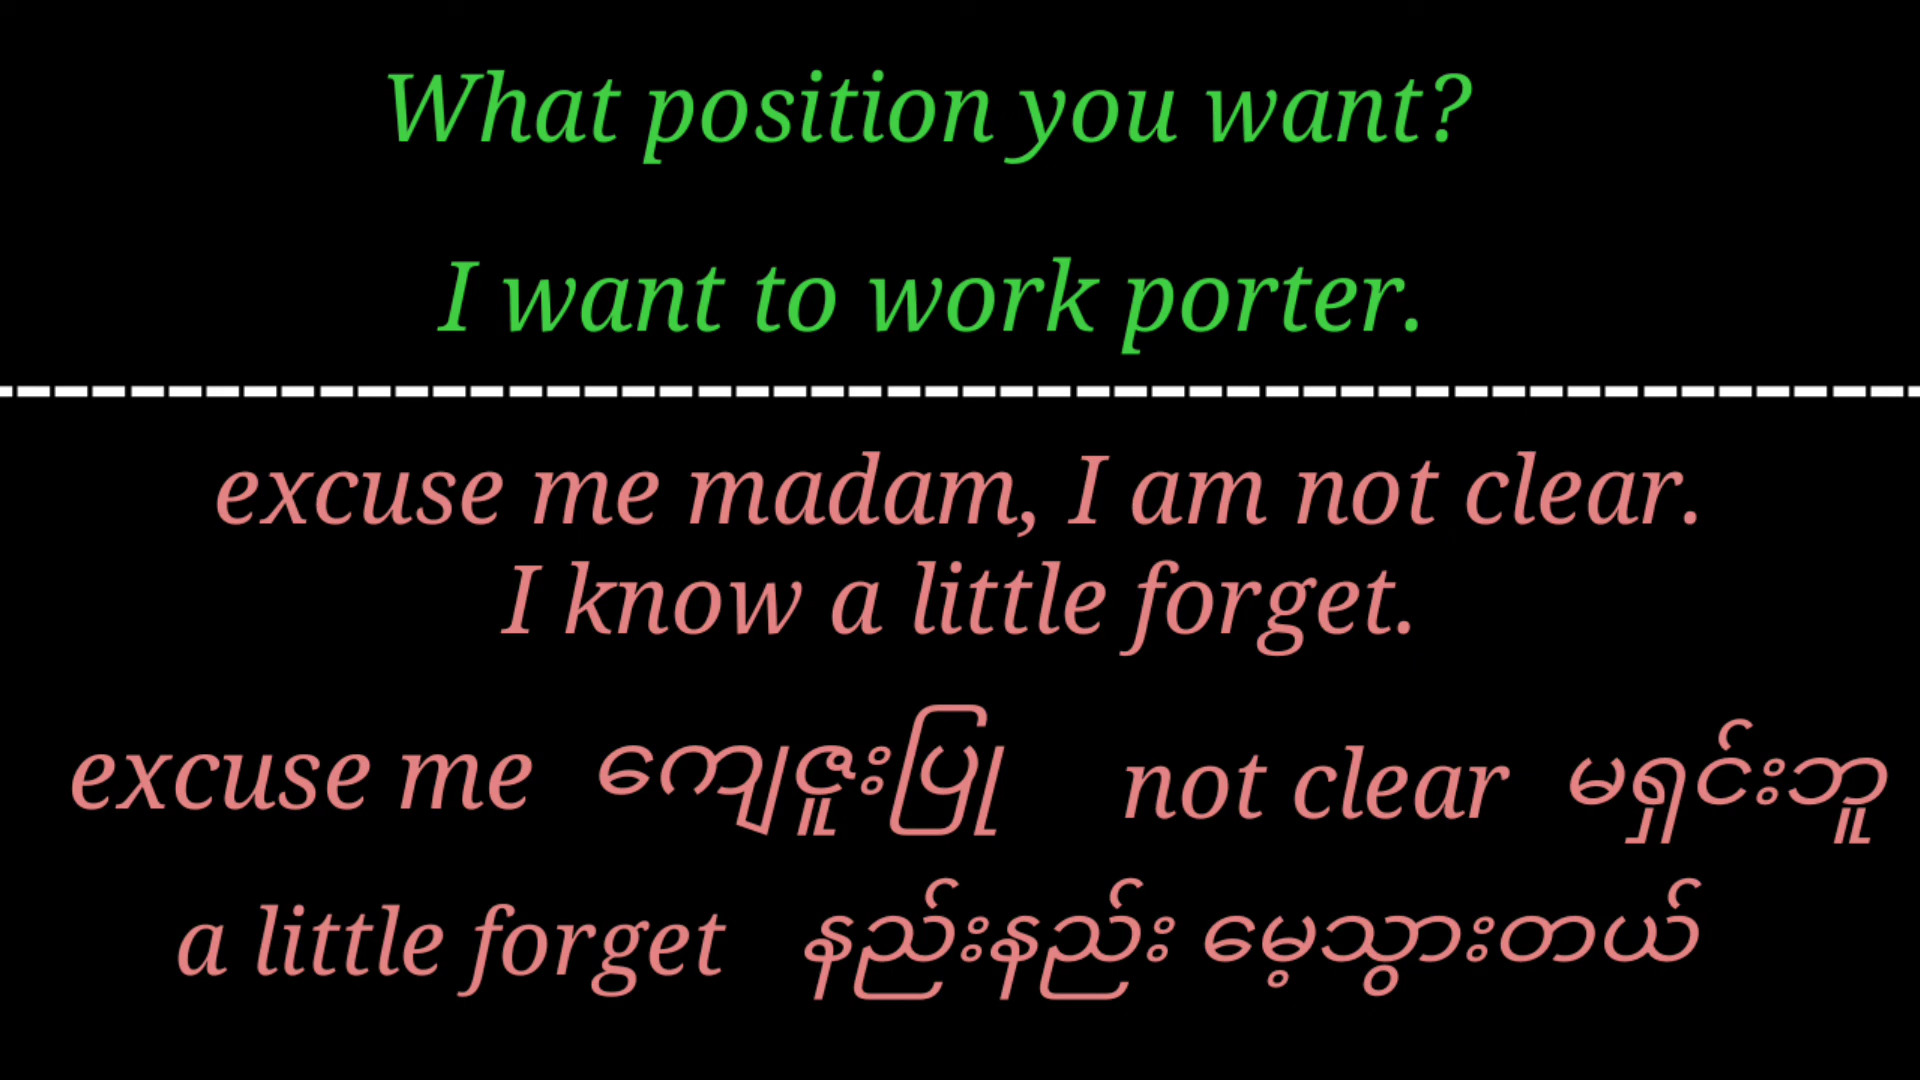 What position you want?
I want to work porter.
excuse me madam, I am not clear.
I know a little forget.
excuse me ကျေဇူးပြု not clear မရှင်းဘူ
a little forget နည်းနည်း မေ့သွားတယ်